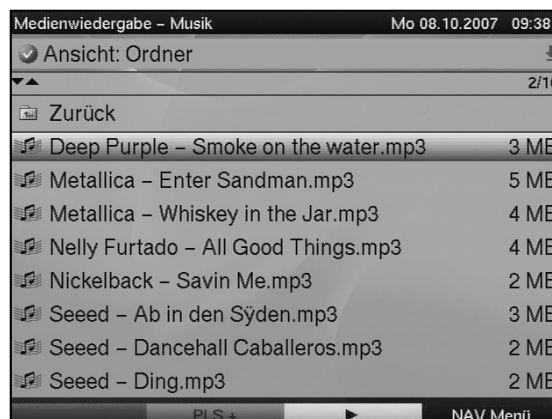 Medienwiedergabe – Musik Mo 08.10.2007 09:38
Ansicht: Ordner
2/10
Zurück
Deep Purple – Smoke on the water.mp3 3 MB
Metallica – Enter Sandman.mp3 5 MB
Metallica – Whiskey in the Jar.mp3 4 MB
Nelly Furtado – All Good Things.mp3 4 MB
Nickelback – Savin Me.mp3 2 MB
Seeed – Ab in den Sÿden.mp3 3 MB
Seeed – Dancehall Caballeros.mp3 2 MB
Seeed – Ding.mp3 2 MB
PLS + NAV Menü